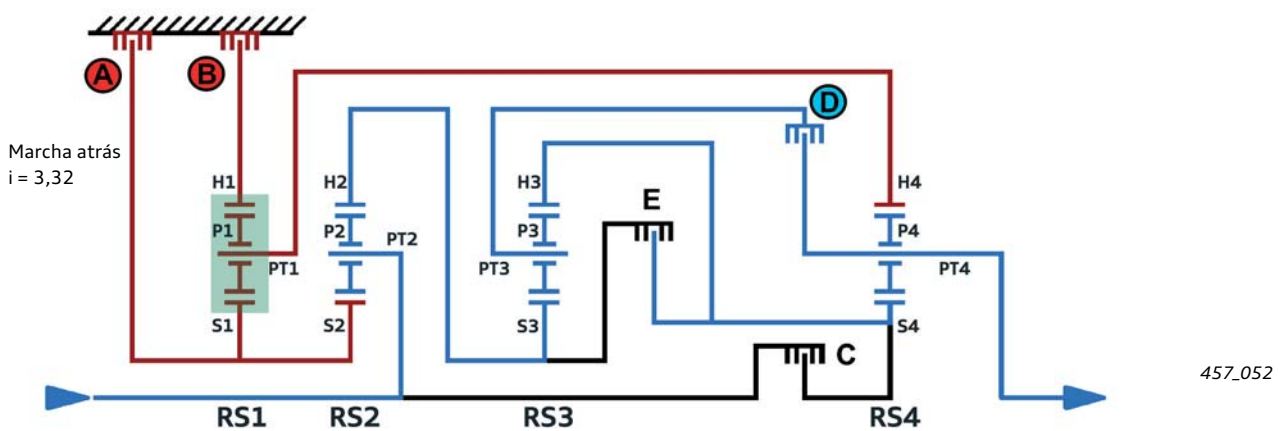 A
B
D
Marcha atrás
i = 3,32
H1
H2
H3
H4
E
P1
P2
P3
P4
PT2
PT1
PT3
PT4
S1
S2
S3
S4
C
457_052
RS1
RS2
RS3
RS4